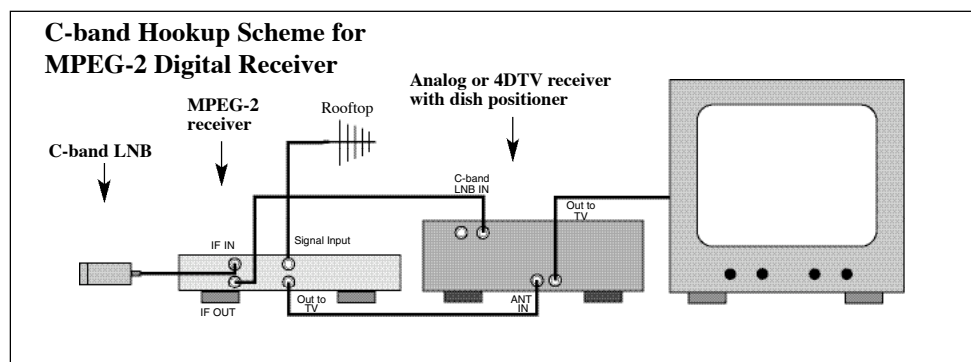 C-band Hookup Scheme for
MPEG-2 Digital Receiver
Analog or 4DTV receiver
with dish positioner
MPEG-2
receiver
Rooftop
C-band LNB
C-band
LNB IN
Out to
TV
IF IN
Signal Input
IF OUT
Out to
TV
ANT
IN